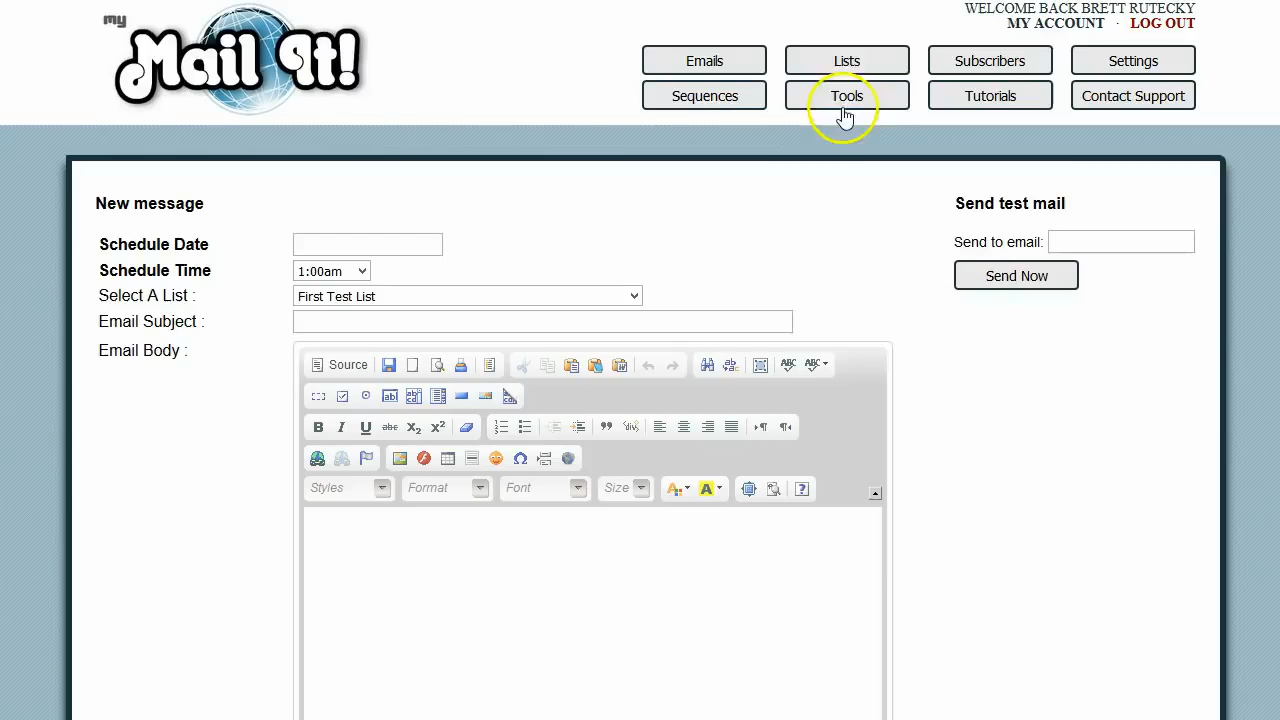 my
Mail It!
WELCOME BACK BRETT RUTECKY
MY ACCOUNT · LOG OUT
Emails Lists Subscribers Settings
Sequences Tools Tutorials Contact Support
New message
Send test mail
Schedule Date
Send to email:
Schedule Time 1:00am
Send Now
Select A List : First Test List
Email Subject :
Email Body :
Source
Styles Format Font Size